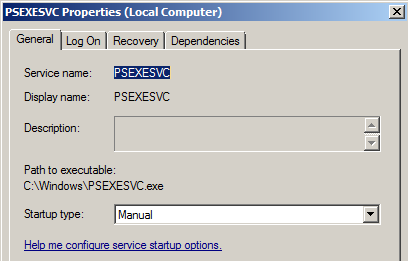 PSEXESVC Properties (Local Computer)
General Log On Recovery Dependencies
Service name: PSEXESVC
Display name: PSEXESVC
Description:
Path to executable:
C:\Windows\PSEXESVC.exe
Startup type: Manual
Help me configure service startup options.